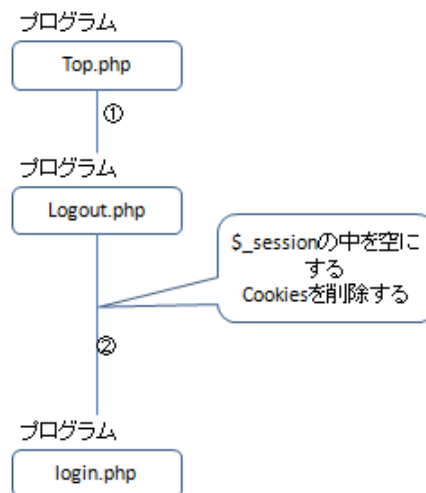 プログラム
Top.php
①
プログラム
Logout.php
$_sessionの中を空に
する
Cookiesを削除する
②
プログラム
login.php